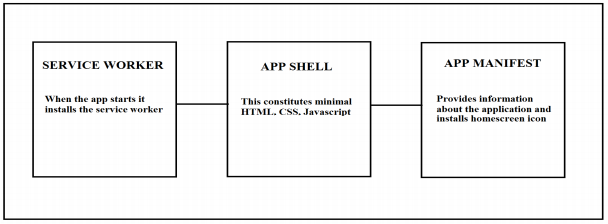 SERVICE WORKER
When the app starts it
installs the service worker
APP SHELL
This constitutes minimal
HTML, CSS, Javascript
APP MANIFEST
Provides information
about the application and
installs homescreen icon